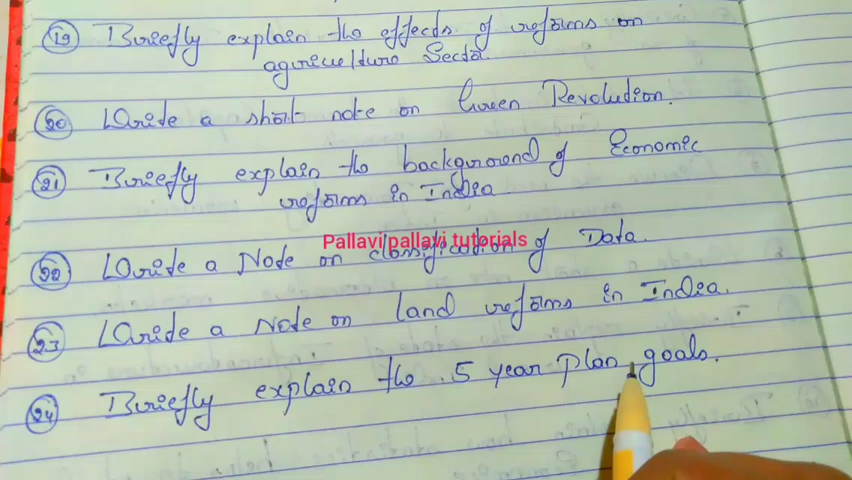 19 Briefly explain the effects of reforms on
agriculture Sector.
20 Write a short note on Green Revolution.
21 Briefly explain the background of Economic
reforms in India
Pallavi pallavi tutorials
22 Write a Note on classification of Data.
23 Write a Note on land reforms in India.
24 Briefly explain the 5 year plan goals.